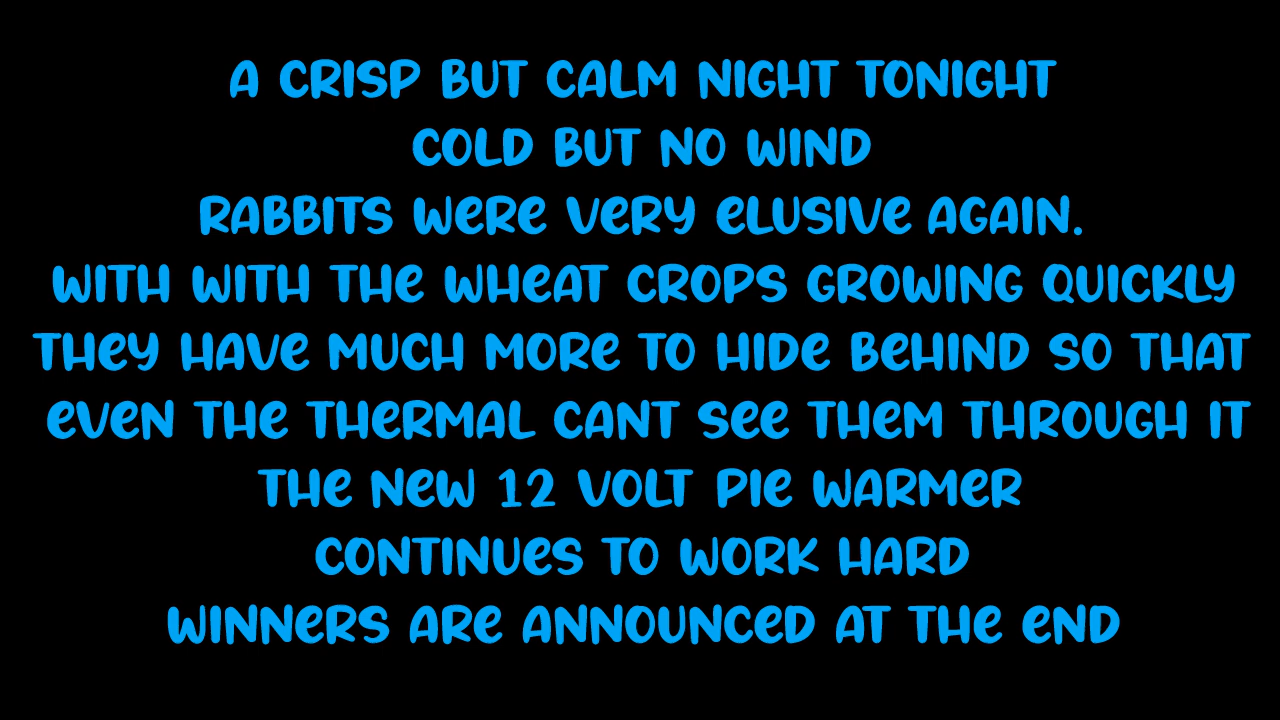 A CRISP BUT CALM NIGHT TONIGHT
COLD BUT NO WIND
RABBITS WERE VERY ELUSIVE AGAIN.
WITH WITH THE WHEAT CROPS GROWING QUICKLY
THEY HAVE MUCH MORE TO HIDE BEHIND SO THAT
EVEN THE THERMAL CANT SEE THEM THROUGH IT
THE NEW 12 VOLT PIE WARMER
CONTINUES TO WORK HARD
WINNERS ARE ANNOUNCED AT THE END